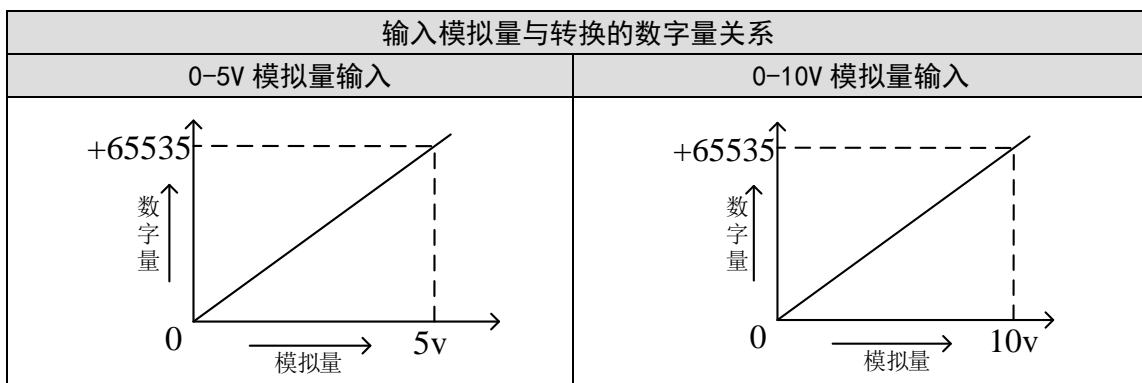 输入模拟量与转换的数字量关系
0-5V 模拟量输入
0-10V 模拟量输入
+65535
数字量
0
5v
模拟量
+65535
数字量
0
10v
模拟量